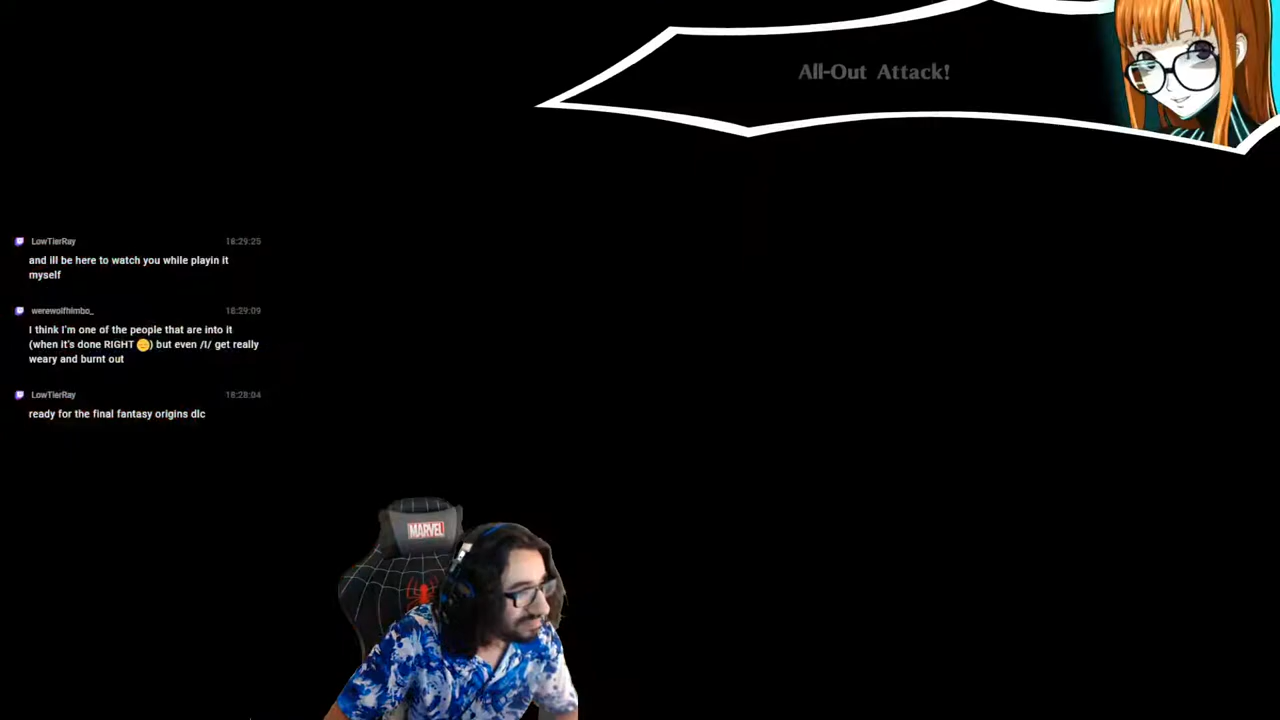 All-Out Attack!
LowTierRay 18:29:25
and ill be here to watch you while playin it
myself
werewolfhimbo_ 18:29:09
I think I'm one of the people that are into it
(when it's done RIGHT 😑) but even /I/ get really
weary and burnt out
LowTierRay 18:28:04
ready for the final fantasy origins dlc
MARVEL